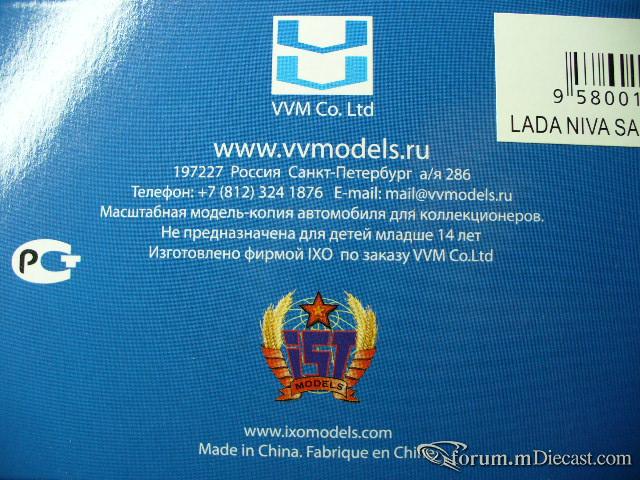 VVM Co. Ltd
9 58001
LADA NIVA SA
www.vvmodels.ru
197227 Россия Санкт-Петербург а/я 286
Телефон: +7 (812) 324 1876 E-mail: mail@vvmodels.ru
Масштабная модель-копия автомобиля для коллекционеров.
Не предназначена для детей младше 14 лет
Изготовлено фирмой IXO по заказу VVM Co.Ltd
РСТ
iST
MODELS
www.ixomodels.com
Made in China. Fabrique en Chi
forum.mDiecast.com